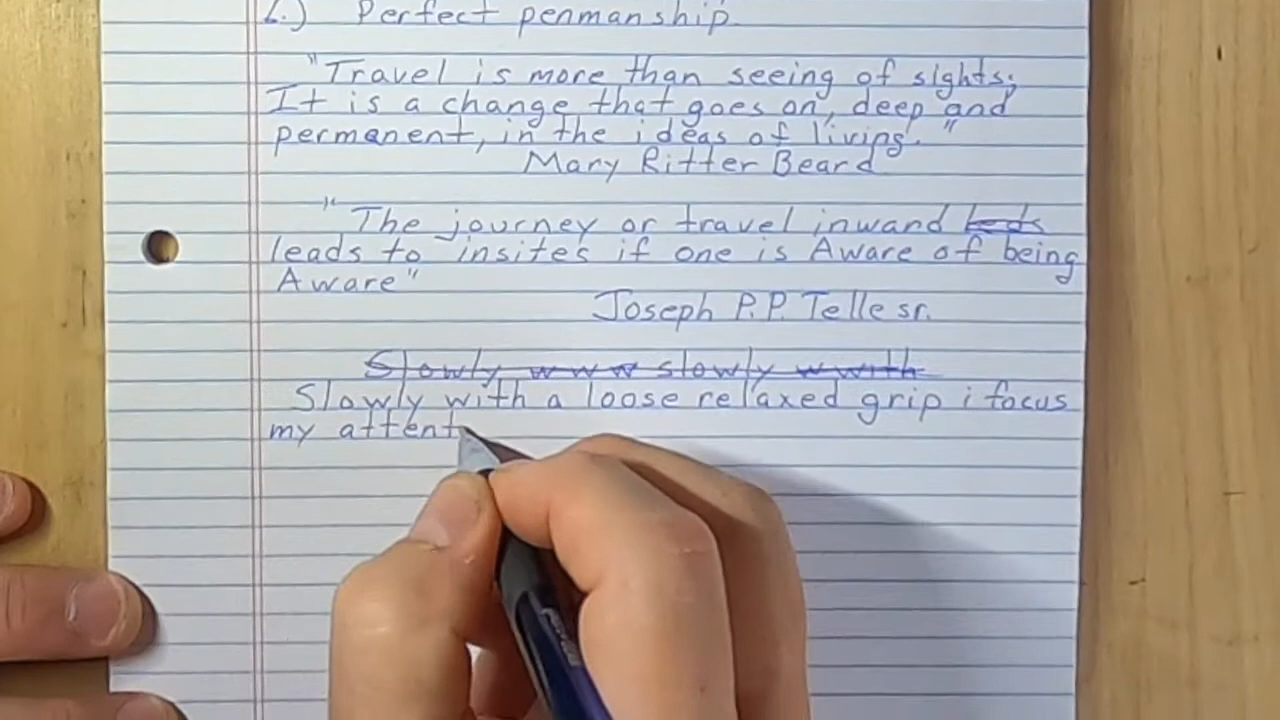 2.) Perfect penmanship.
"Travel is more than seeing of sights;
It is a change that goes on, deep and
permanent, in the ideas of living."
Mary Ritter Beard
"The journey or travel inward leds
leads to insites if one is Aware of being
Aware"
Joseph P.P. Telle sr.
Slowly w w w slowly w with
Slowly with a loose relaxed grip i focus
my attent